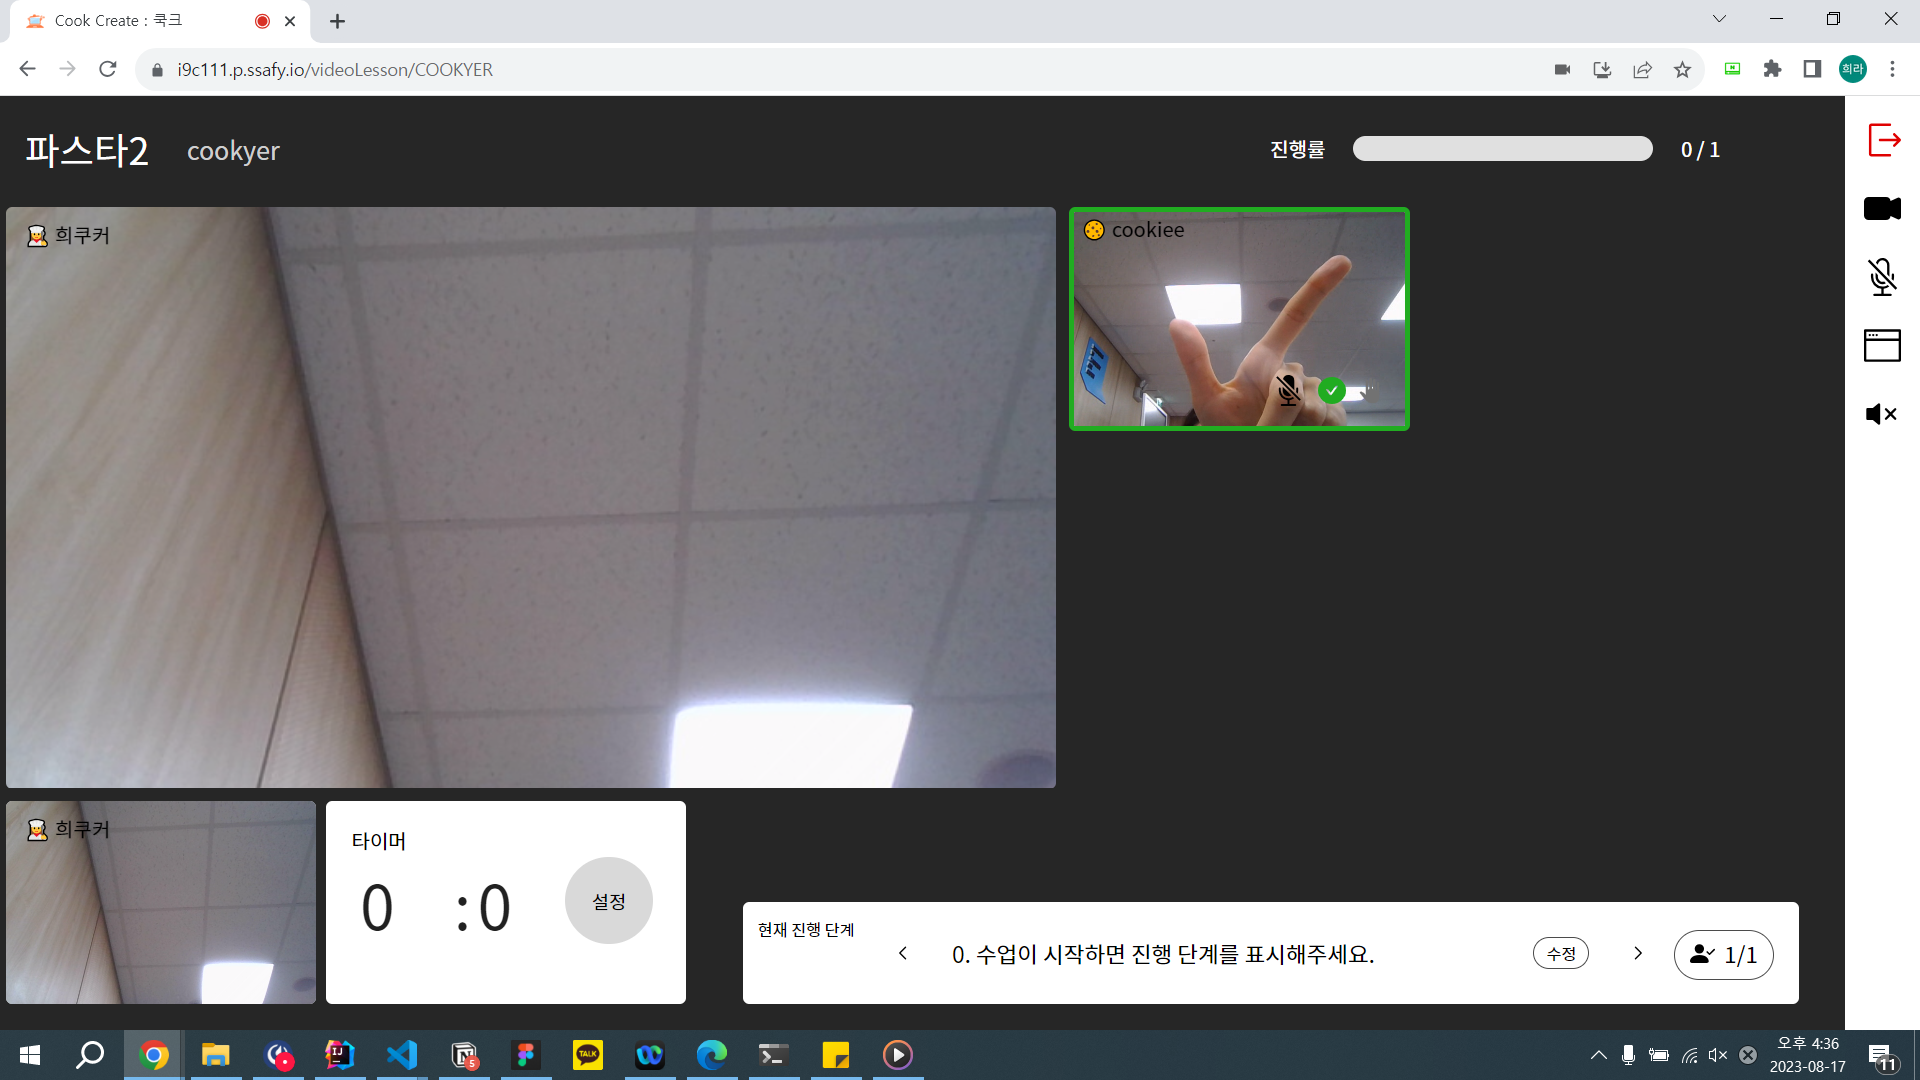 Cook Create : 쿡크
i9c111.p.ssafy.io/videoLesson/COOKYER
희라
파스타2 cookyer
진행률 0 / 1
희쿠커
cookiee
희쿠커
타이머
0 :0
설정
현재 진행 단계
0. 수업이 시작하면 진행 단계를 표시해주세요.
수정
1/1
IJ
5
TALK
오후 4:36
2023-08-17
11